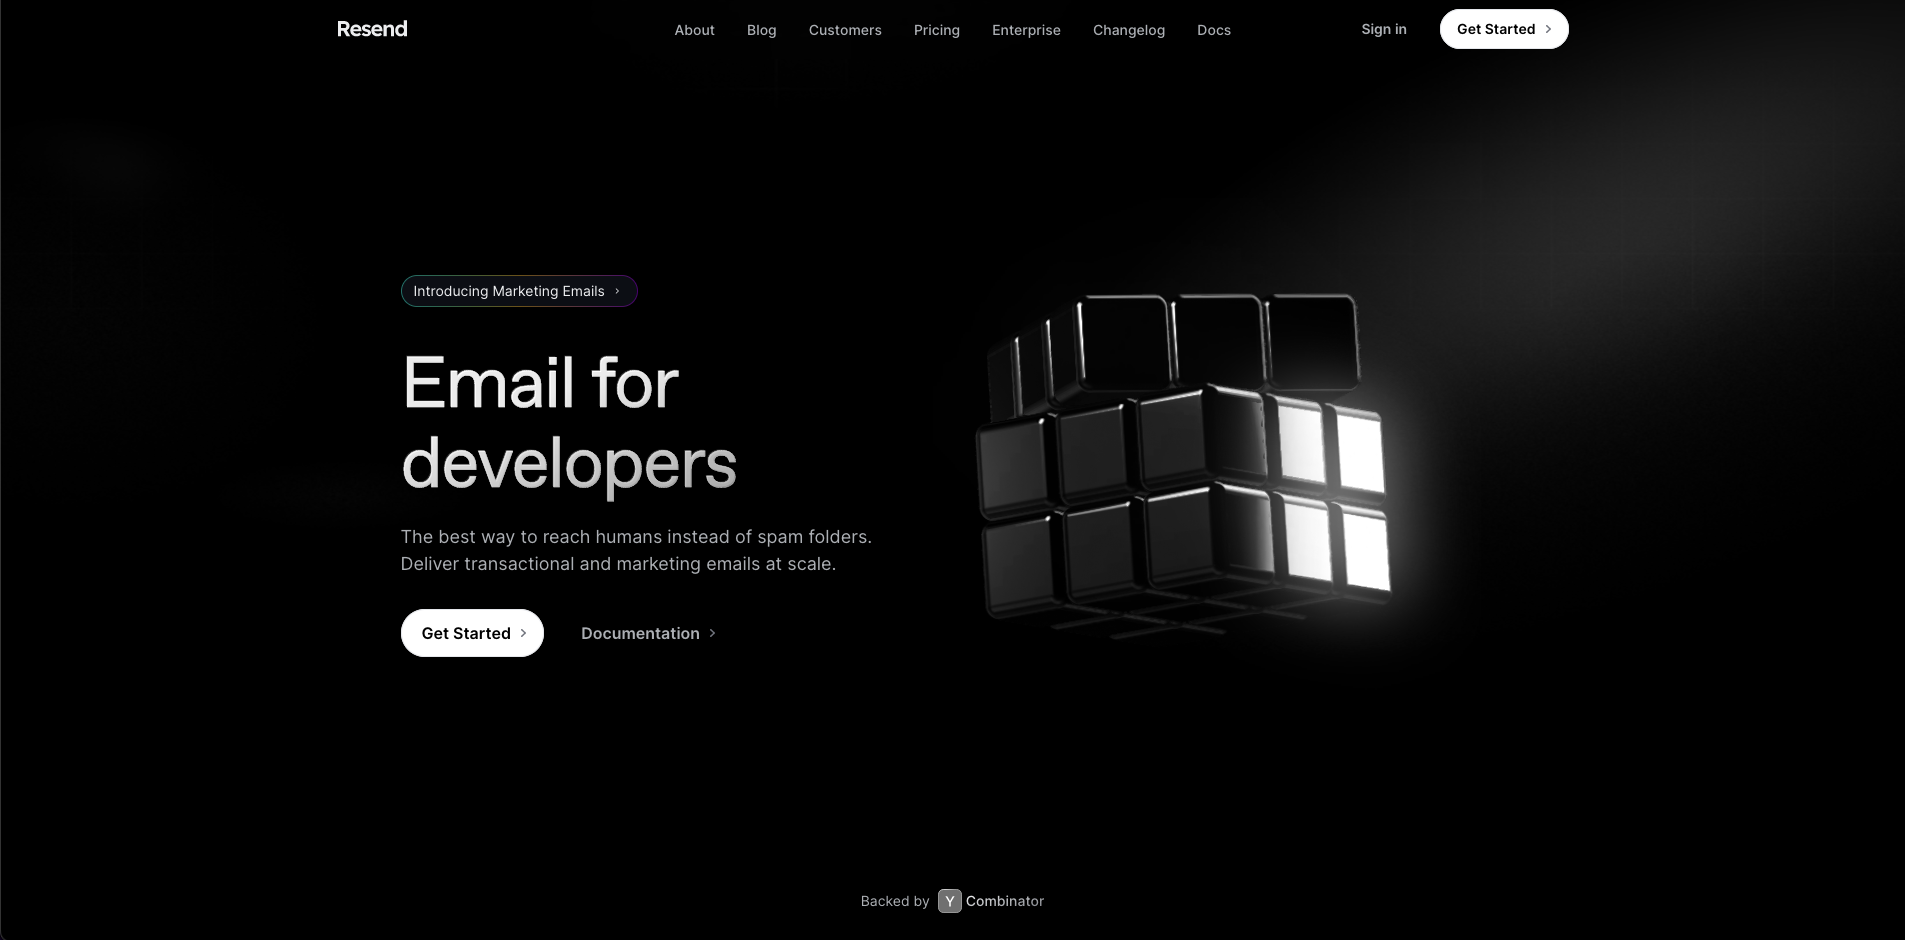 Resend
About
Blog
Customers
Pricing
Enterprise
Changelog
Docs
Sign in
Get Started
Introducing Marketing Emails
Email for
developers
The best way to reach humans instead of spam folders.
Deliver transactional and marketing emails at scale.
Get Started
Documentation
Backed by Y Combinator